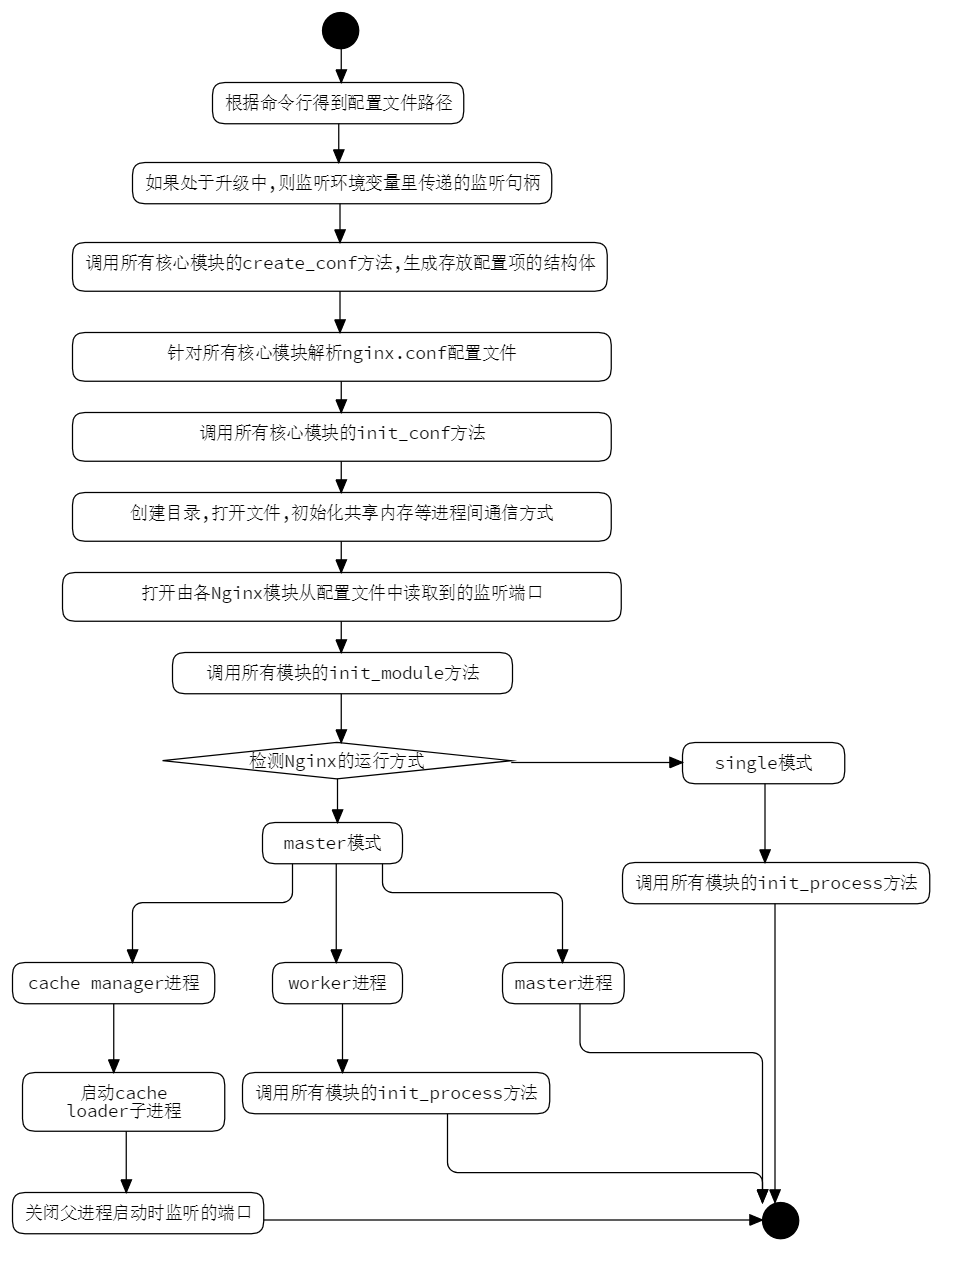 根据命令行得到配置文件路径
如果处于升级中,则监听环境变量里传递的监听句柄
调用所有核心模块的create_conf方法,生成存放配置项的结构体
针对所有核心模块解析nginx.conf配置文件
调用所有核心模块的init_conf方法
创建目录,打开文件,初始化共享内存等进程间通信方式
打开由各Nginx模块从配置文件中读取到的监听端口
调用所有模块的init_module方法
检测Nginx的运行方式
single模式
master模式
调用所有模块的init_process方法
cache manager进程
worker进程
master进程
启动cache
loader子进程
调用所有模块的init_process方法
关闭父进程启动时监听的端口